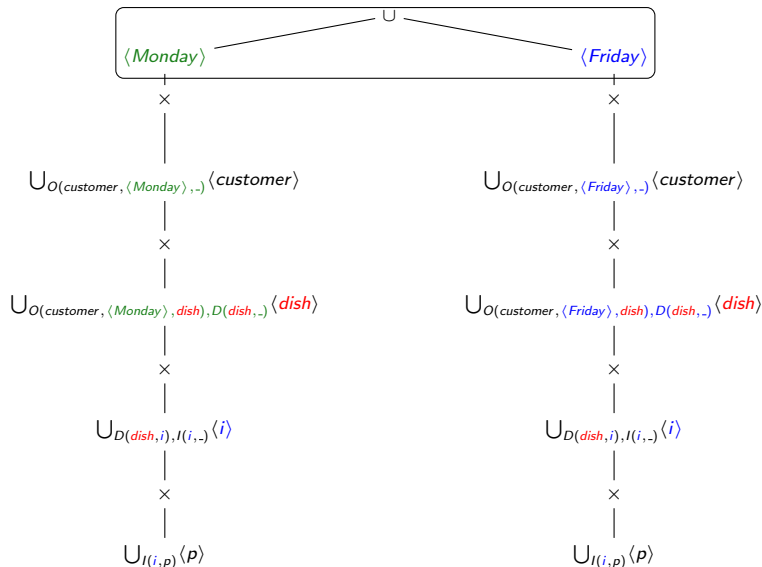 ∪
⟨Monday⟩ ⟨Friday⟩
× ×
⋃O(customer,⟨Monday⟩,_)⟨customer⟩ ⋃O(customer,⟨Friday⟩,_)⟨customer⟩
× ×
⋃O(customer,⟨Monday⟩,dish),D(dish,_)⟨dish⟩ ⋃O(customer,⟨Friday⟩,dish),D(dish,_)⟨dish⟩
× ×
⋃D(dish,i),I(i,_)⟨i⟩ ⋃D(dish,i),I(i,_)⟨i⟩
× ×
⋃I(i,p)⟨p⟩ ⋃I(i,p)⟨p⟩